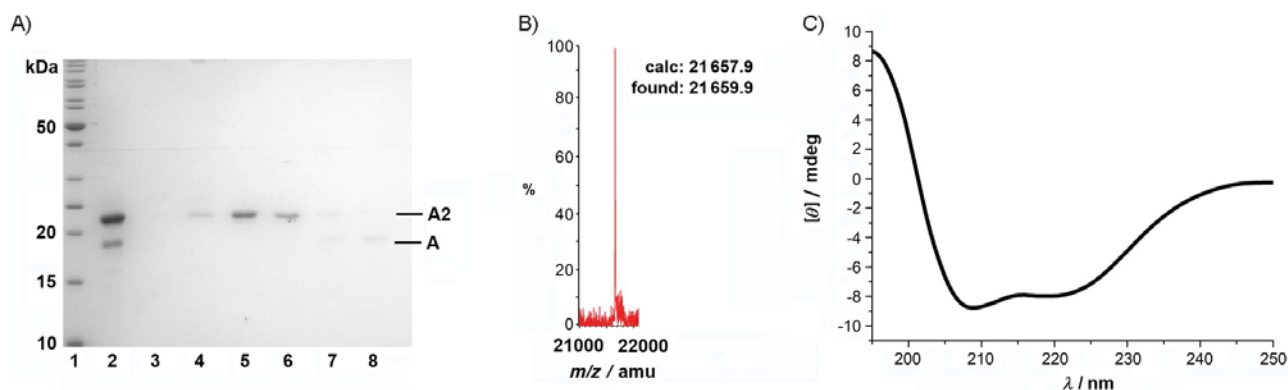 A)
kDa
50
20
15
10
A2
A
1 2 3 4 5 6 7 8
B)
100
80
60
40
20
0
%
calc: 21 657.9
found: 21 659.9
21000 22000
m/z / amu
C)
10
8
6
4
2
0
-2
-4
-6
-8
-10
[θ] / mdeg
200 210 220 230 240 250
λ / nm